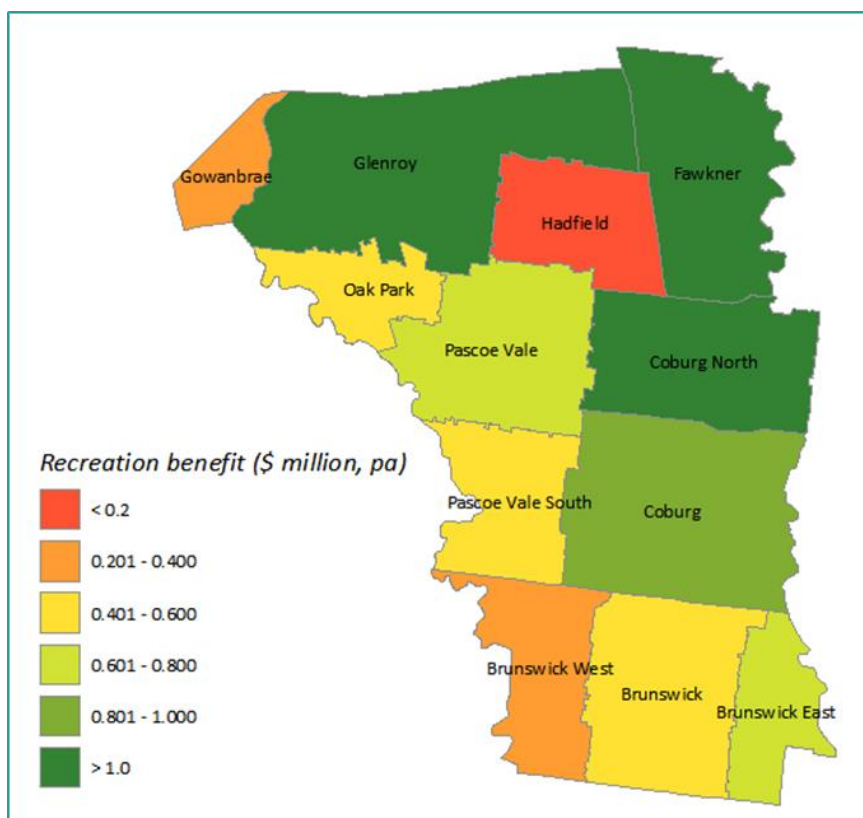 Glenroy
Gowanbrae
Fawkner
Hadfield
Oak Park
Pascoe Vale
Coburg North
Recreation benefit ($ million, pa)
< 0.2
0.201 - 0.400
0.401 - 0.600
0.601 - 0.800
0.801 - 1.000
> 1.0
Pascoe Vale South
Coburg
Brunswick West
Brunswick
Brunswick East